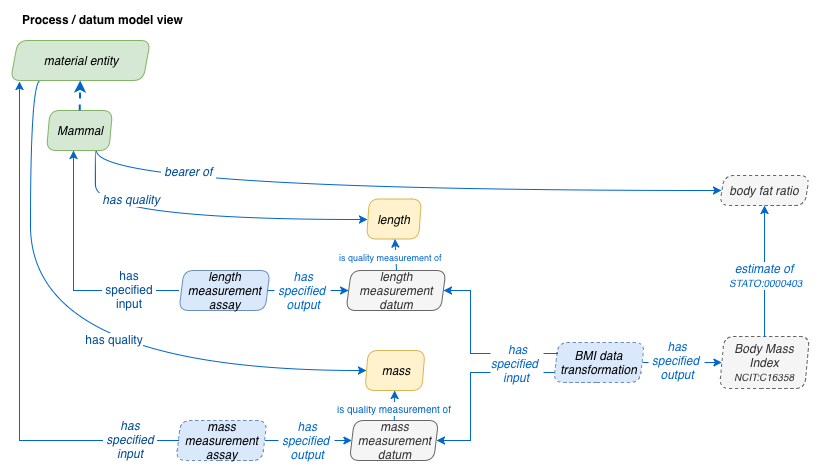 Process / datum model view
material entity
Mammal
bearer of
body fat ratio
has quality
length
is quality measurement of
has
specified
input
length
measurement
assay
has
specified
output
length
measurement
datum
estimate of
STATO:0000403
has quality
mass
has
specified
input
BMI data
transformation
has
specified
output
Body Mass
Index
NCIT:C16358
is quality measurement of
has
specified
input
mass
measurement
assay
has
specified
output
mass
measurement
datum